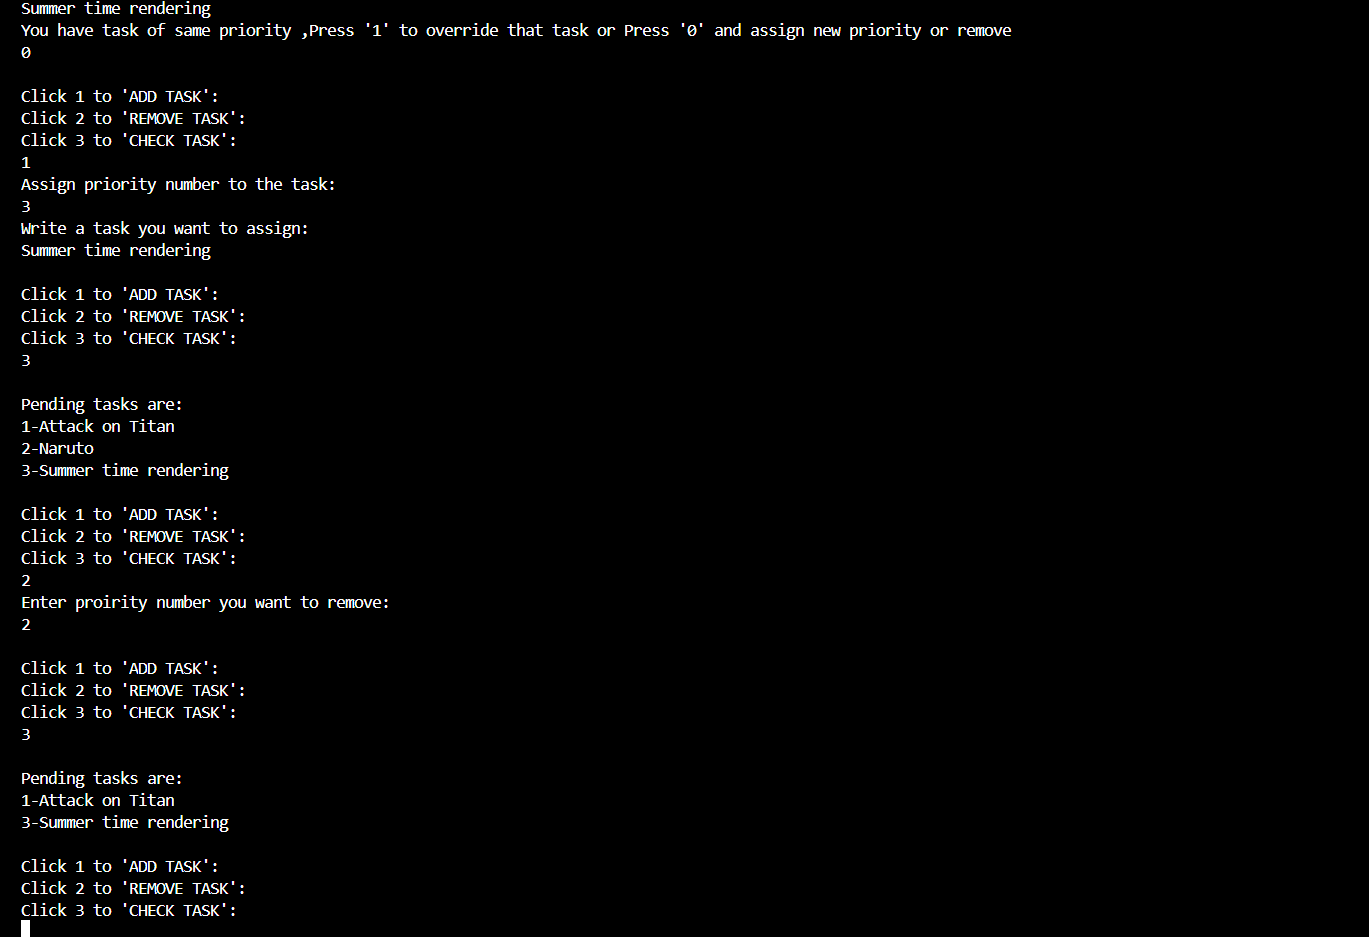 Summer time rendering
You have task of same priority ,Press '1' to override that task or Press '0' and assign new priority or remove
0
Click 1 to 'ADD TASK':
Click 2 to 'REMOVE TASK':
Click 3 to 'CHECK TASK':
1
Assign priority number to the task:
3
Write a task you want to assign:
Summer time rendering
Click 1 to 'ADD TASK':
Click 2 to 'REMOVE TASK':
Click 3 to 'CHECK TASK':
3
Pending tasks are:
1-Attack on Titan
2-Naruto
3-Summer time rendering
Click 1 to 'ADD TASK':
Click 2 to 'REMOVE TASK':
Click 3 to 'CHECK TASK':
2
Enter proirity number you want to remove:
2
Click 1 to 'ADD TASK':
Click 2 to 'REMOVE TASK':
Click 3 to 'CHECK TASK':
3
Pending tasks are:
1-Attack on Titan
3-Summer time rendering
Click 1 to 'ADD TASK':
Click 2 to 'REMOVE TASK':
Click 3 to 'CHECK TASK':